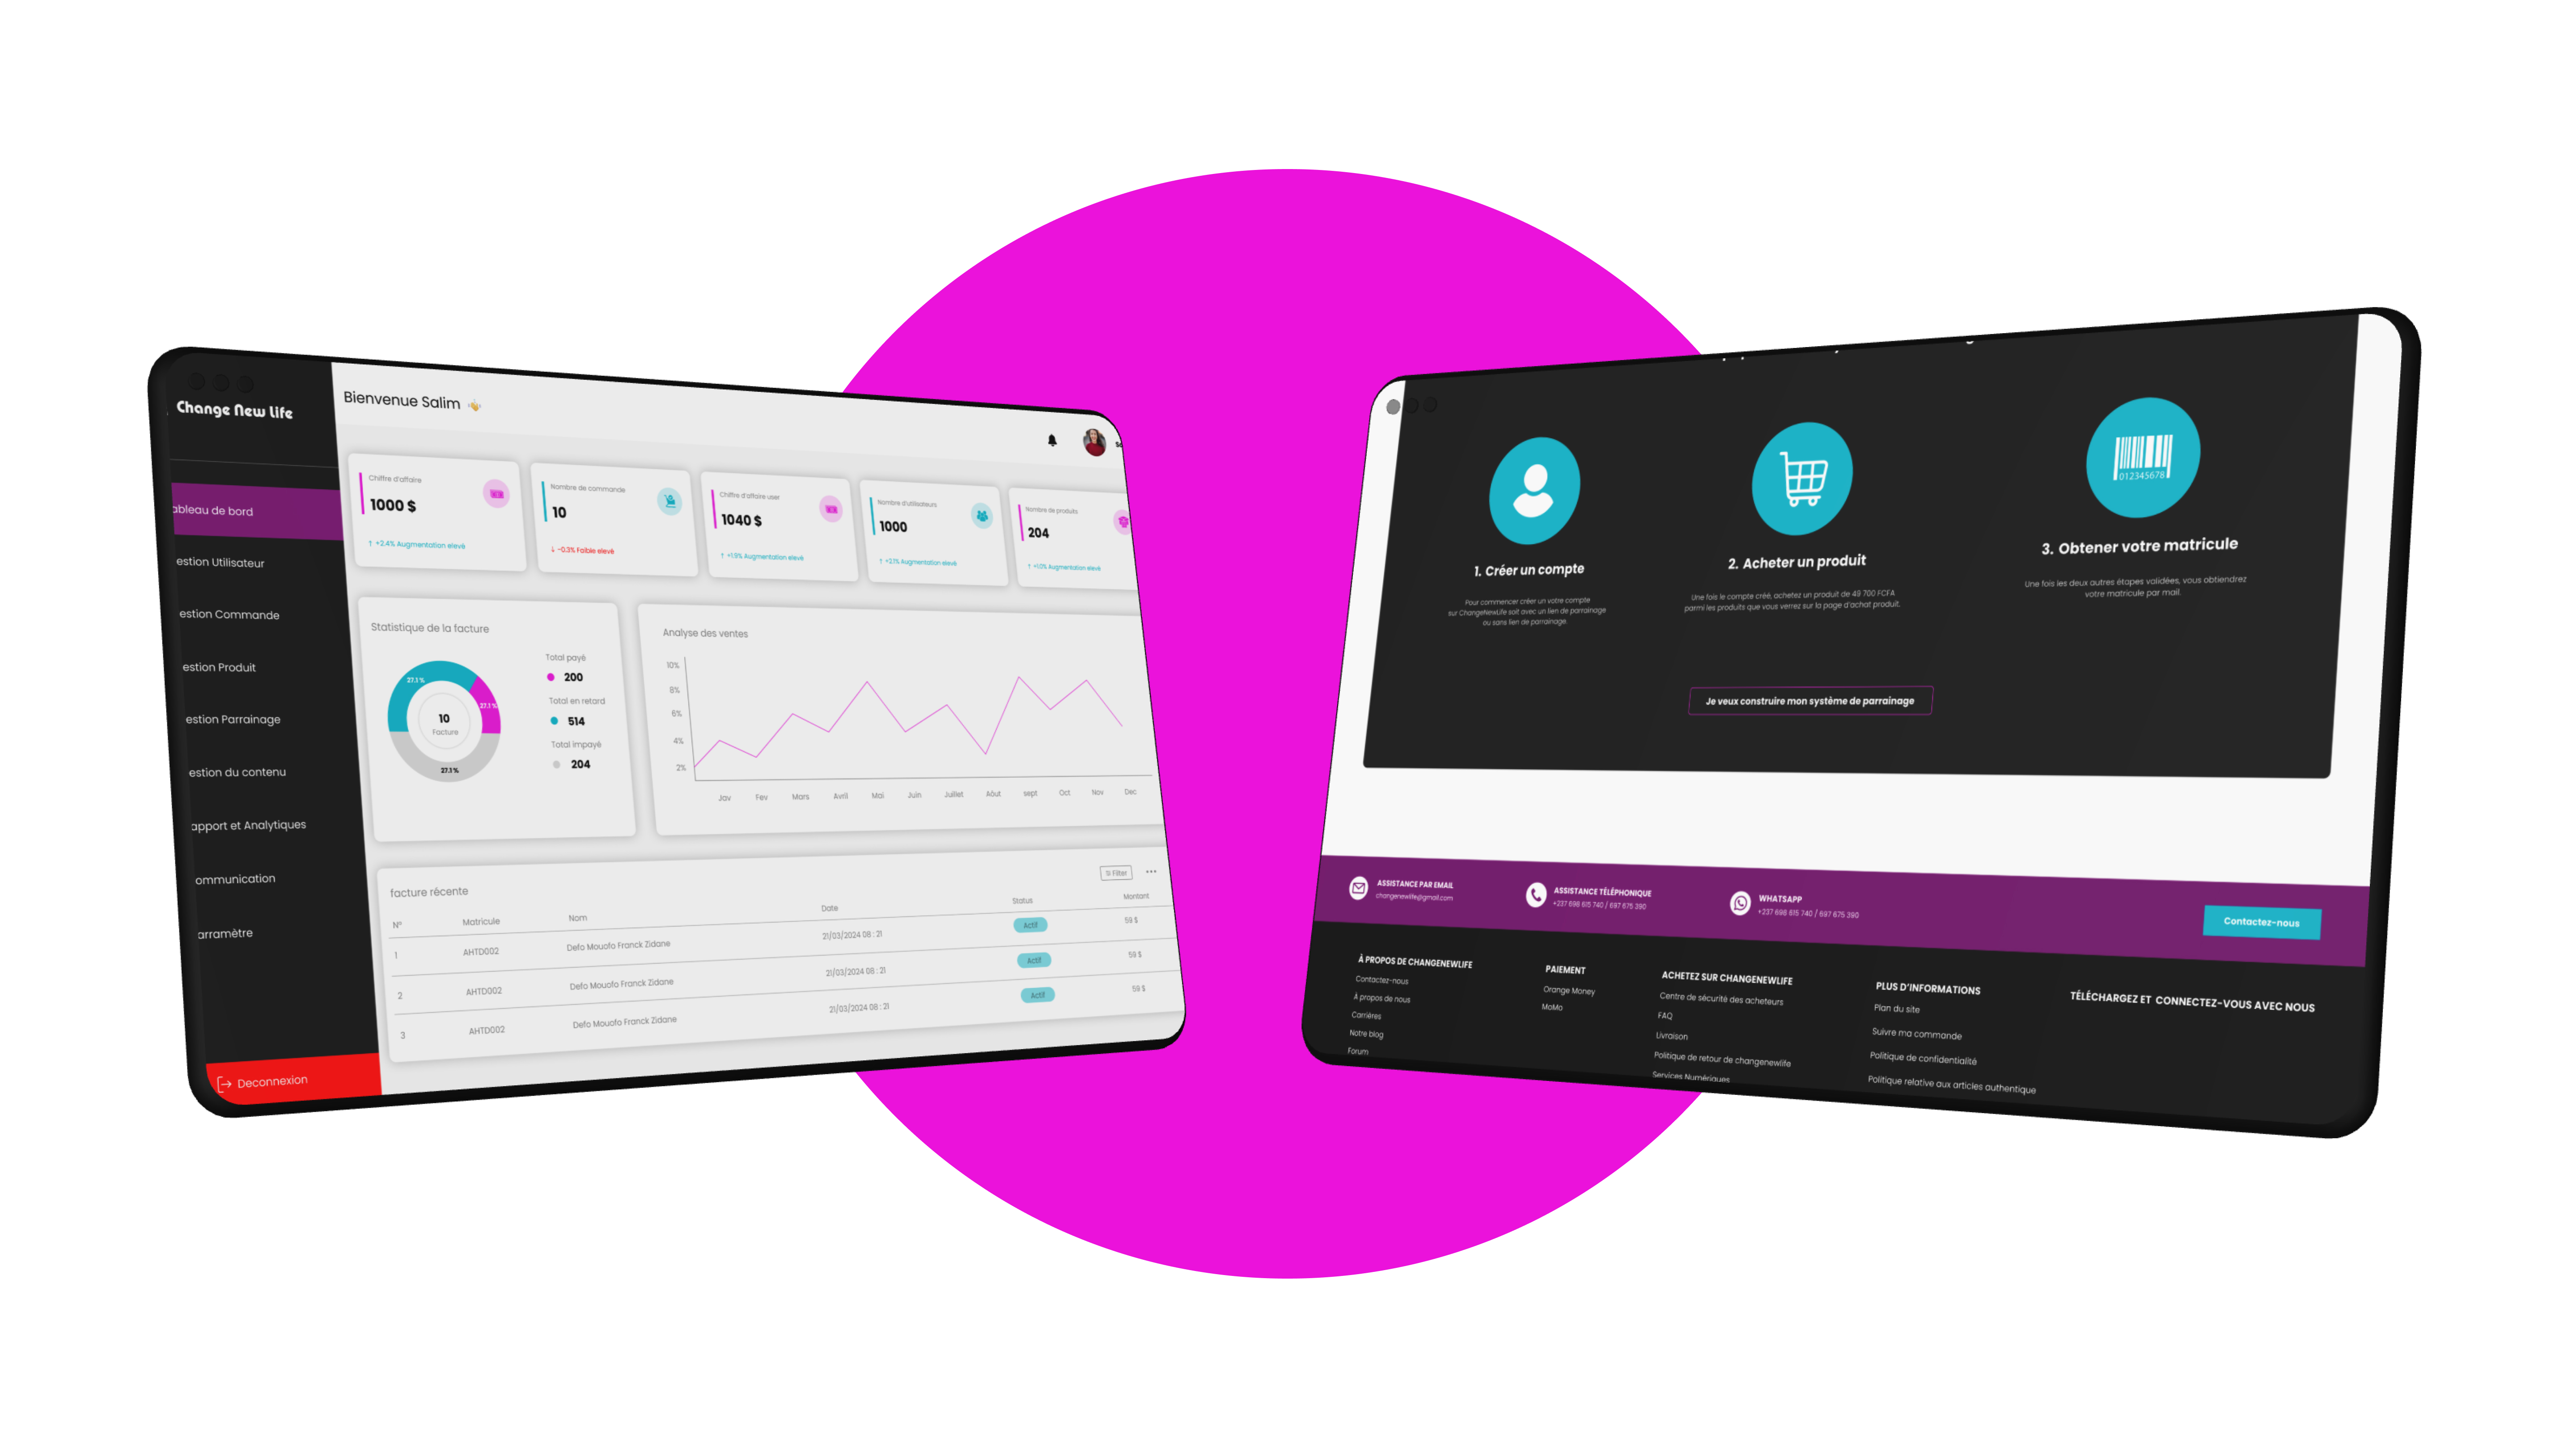 Change New Life
ableau de bord
estion Utilisateur
estion Commande
estion Produit
estion Parrainage
estion du contenu
apport et Analytiques
ommunication
arramètre
Deconnexion
Bienvenue Salim
Chiffre d'affaire
1000 $
+2.4% Augmentation elevé
Nombre de commande
10
-0.3% Faible elevé
Chiffre d'affaire user
1040 $
+1.9% Augmentation elevé
Nombre d'utilisateurs
1000
+2.1% Augmentation elevé
Nombre de produits
204
+1.0% Augmentation elevé
Statistique de la facture
27.1 %
27.1 %
27.1 %
10
Facture
Total payé
200
Total en retard
514
Total impayé
204
Analyse des ventes
10%
8%
6%
4%
2%
Jav Fev Mars Avril Mai Juin Juillet Aôut sept Oct Nov Dec
facture récente
Filter
N° Matricule Nom Date Status Montant
1 AHTD002 Defo Mouofo Franck Zidane 21/03/2024 08 : 21 Actif 59 $
2 AHTD002 Defo Mouofo Franck Zidane 21/03/2024 08 : 21 Actif 59 $
3 AHTD002 Defo Mouofo Franck Zidane 21/03/2024 08 : 21 Actif 59 $
1. Créer un compte
Pour commencer créer un votre compte
sur ChangeNewLife soit avec un lien de parrainage
ou sans lien de parrainage.
2. Acheter un produit
Une fois le compte créé, achetez un produit de 49 700 FCFA
parmi les produits que vous verrez sur la page d'achat produit.
012345678
3. Obtener votre matricule
Une fois les deux autres étapes validées, vous obtiendrez
votre matricule par mail.
Je veux construire mon système de parrainage
ASSISTANCE PAR EMAIL
changenewlife@gmail.com
ASSISTANCE TÉLÉPHONIQUE
+237 698 615 740 / 697 675 390
WHATSAPP
+237 698 615 740 / 697 675 390
Contactez-nous
À PROPOS DE CHANGENEWLIFE
Contactez-nous
À propos de nous
Carrières
Notre blog
Forum
PAIEMENT
Orange Money
MoMo
ACHETEZ SUR CHANGENEWLIFE
Centre de sécurité des acheteurs
FAQ
Livraison
Politique de retour de changenewlife
Services Numériques
PLUS D'INFORMATIONS
Plan du site
Suivre ma commande
Politique de confidentialité
Politique relative aux articles authentique
TÉLÉCHARGEZ ET CONNECTEZ-VOUS AVEC NOUS